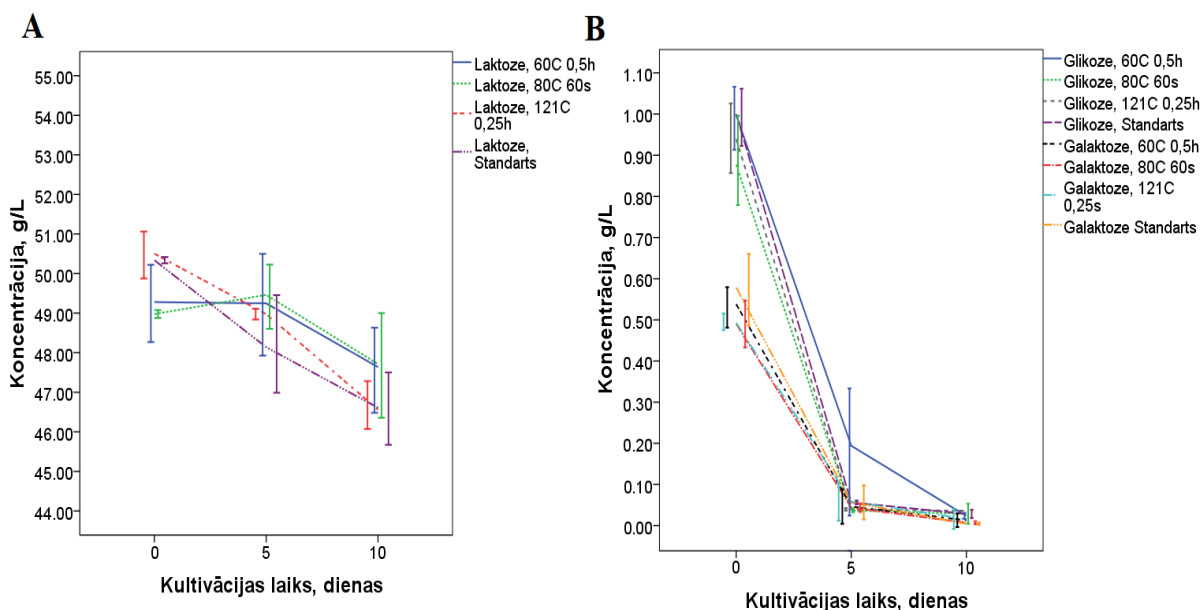 A
Koncentrācija, g/L
55.00
54.00
53.00
52.00
51.00
50.00
49.00
48.00
47.00
46.00
45.00
44.00
0
5
10
Kultivācijas laiks, dienas
Laktoze, 60C 0,5h
Laktoze, 80C 60s
Laktoze, 121C
0,25h
Laktoze,
Standarts
B
Koncentrācija, g/L
1.10
1.00
0.90
0.80
0.70
0.60
0.50
0.40
0.30
0.20
0.10
0.00
0
5
10
Kultivācijas laiks, dienas
Glikoze, 60C 0,5h
Glikoze, 80C 60s
Glikoze, 121C 0,25h
Glikoze, Standarts
Galaktoze, 60C 0,5h
Galaktoze, 80C 60s
Galaktoze, 121C
0,25s
Galaktoze Standarts